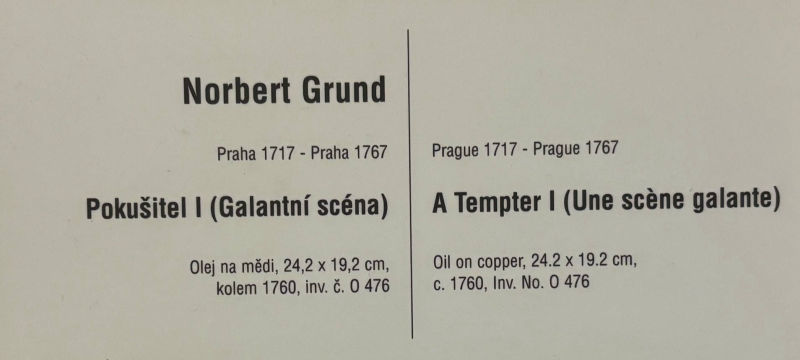 Norbert Grund
Praha 1717 - Praha 1767
Pokušitel I (Galantní scéna)
Olej na mědi, 24,2 x 19,2 cm,
kolem 1760, inv. č. O 476
Prague 1717 - Prague 1767
A Tempter I (Une scène galante)
Oil on copper, 24.2 x 19.2 cm,
c. 1760, Inv. No. O 476